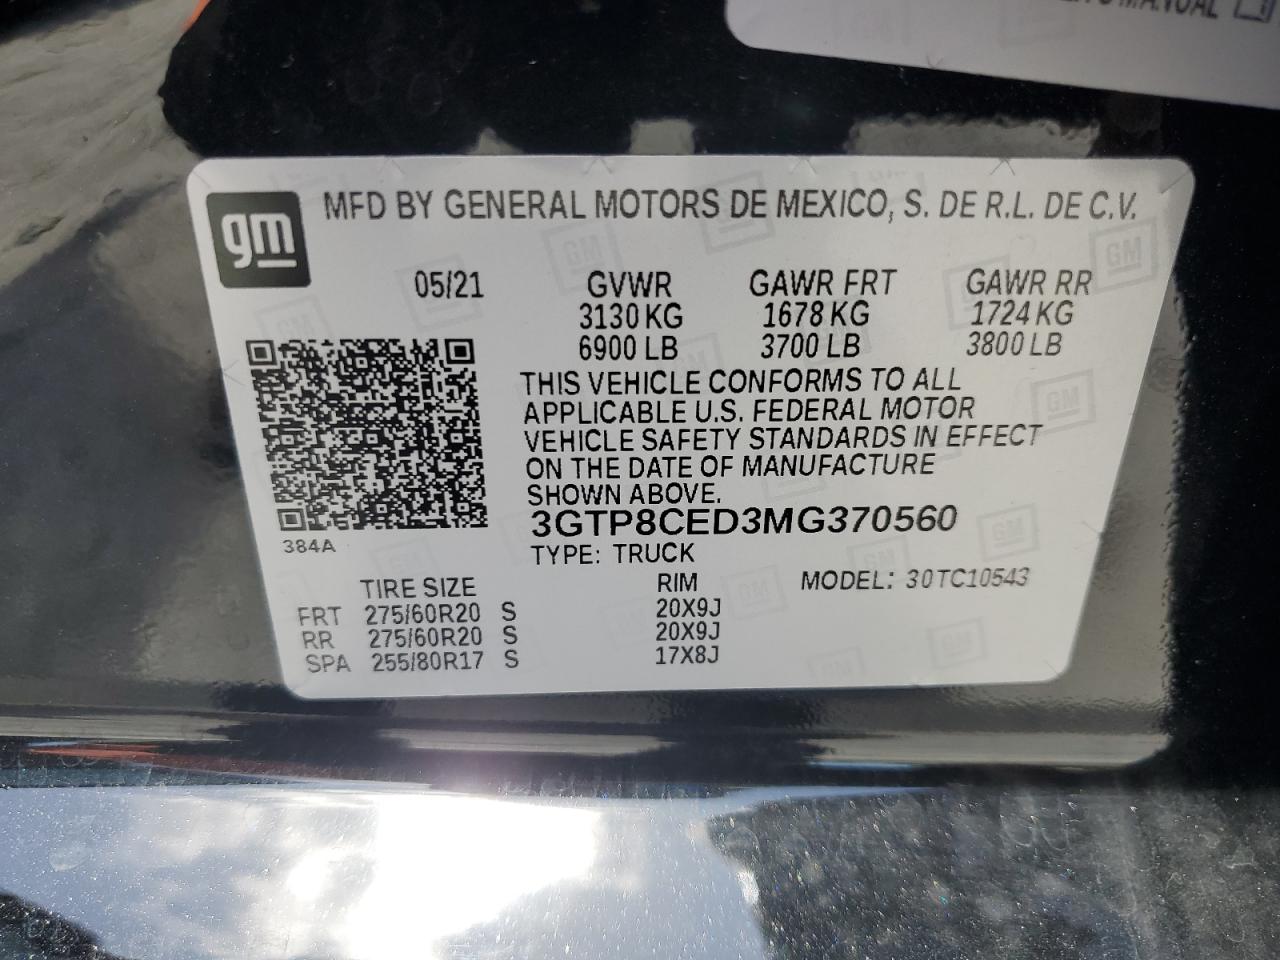 MANUAL
gm
MFD BY GENERAL MOTORS DE MEXICO, S. DE R.L. DE C.V.
05/21 GVWR GAWR FRT GAWR RR
3130 KG 1678 KG 1724 KG
6900 LB 3700 LB 3800 LB
THIS VEHICLE CONFORMS TO ALL
APPLICABLE U.S. FEDERAL MOTOR
VEHICLE SAFETY STANDARDS IN EFFECT
ON THE DATE OF MANUFACTURE
SHOWN ABOVE.
3GTP8CED3MG370560
384A
TYPE: TRUCK
TIRE SIZE RIM MODEL: 30TC10543
FRT 275/60R20 S 20X9J
RR 275/60R20 S 20X9J
SPA 255/80R17 S 17X8J